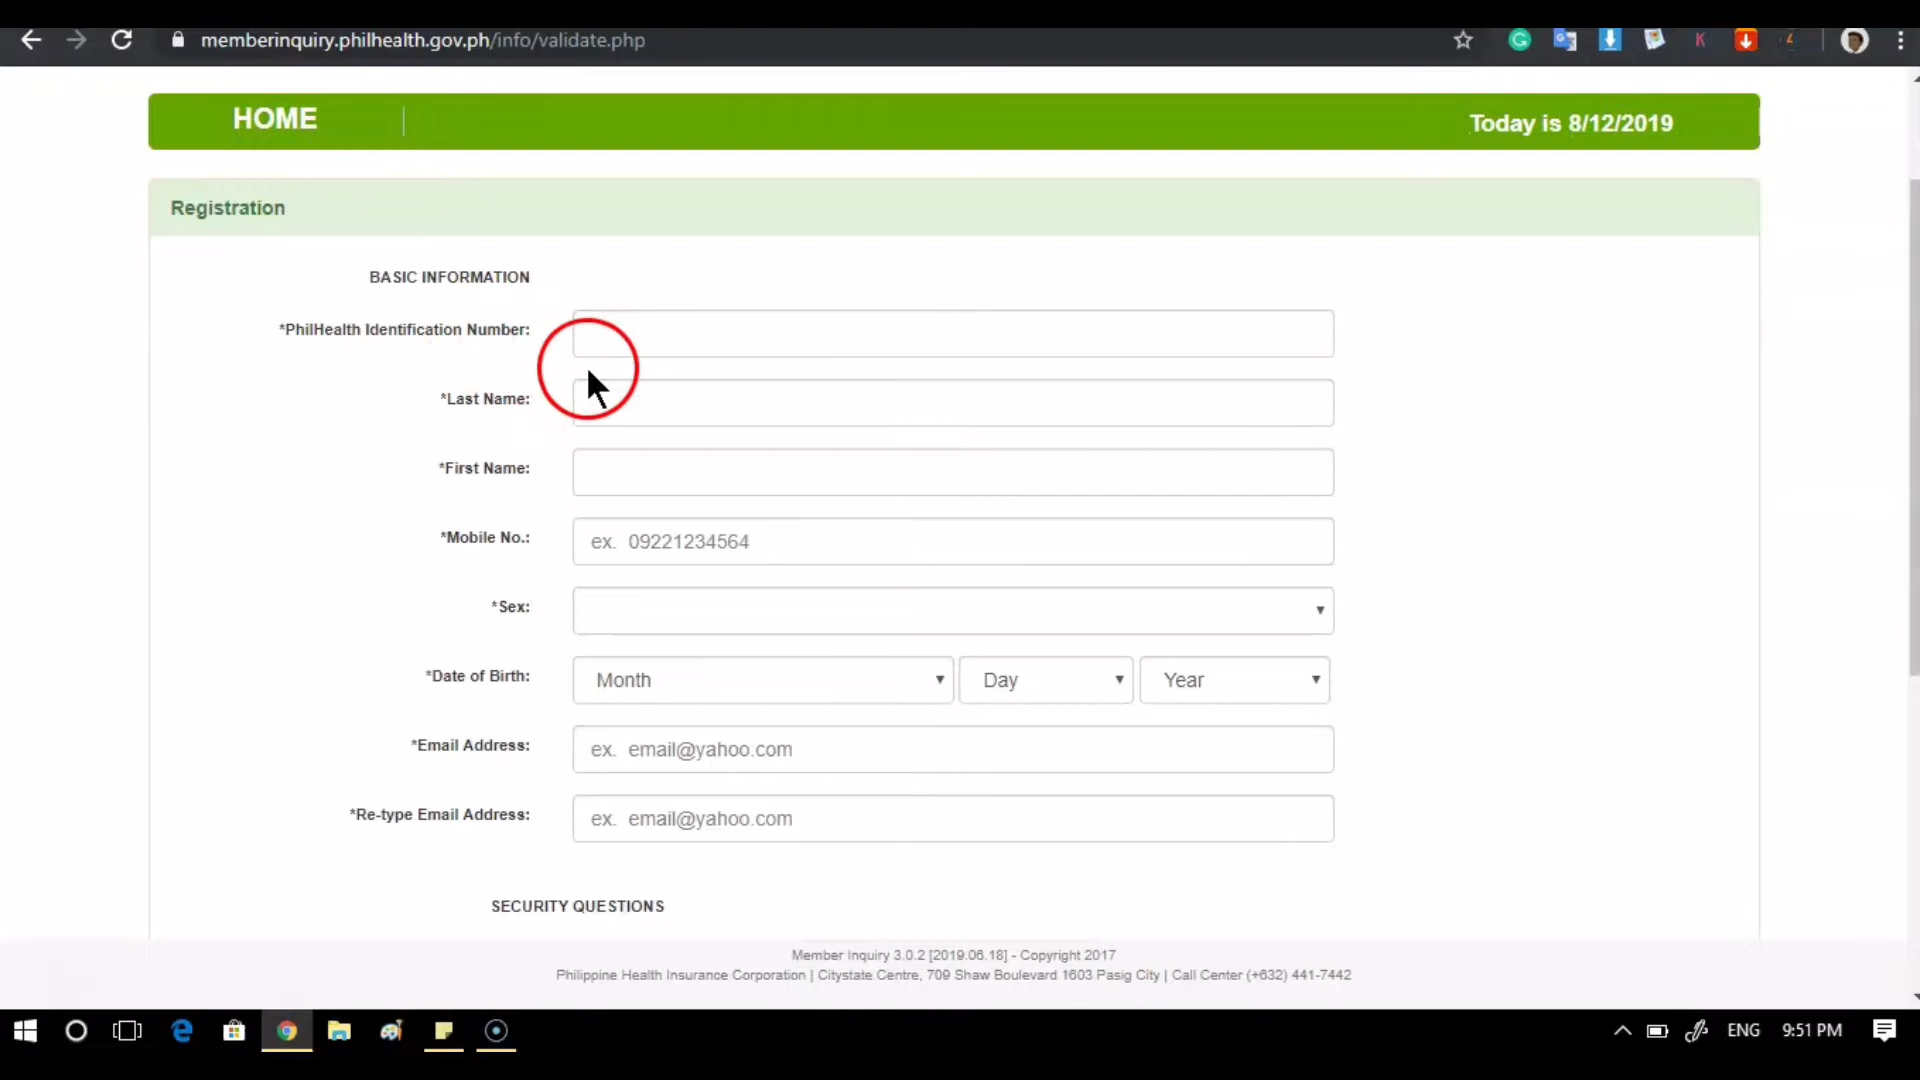 memberinquiry.philhealth.gov.ph/info/validate.php
HOME
Today is 8/12/2019
Registration
BASIC INFORMATION
*PhilHealth Identification Number:
*Last Name:
*First Name:
*Mobile No.:
ex. 09221234564
*Sex:
*Date of Birth:
Month
Day
Year
*Email Address:
ex. email@yahoo.com
*Re-type Email Address:
ex. email@yahoo.com
SECURITY QUESTIONS
Member Inquiry 3.0.2 [2019.06.18] - Copyright 2017
Philippine Health Insurance Corporation | Citystate Centre, 709 Shaw Boulevard 1603 Pasig City | Call Center (+632) 441-7442
ENG
9:51 PM